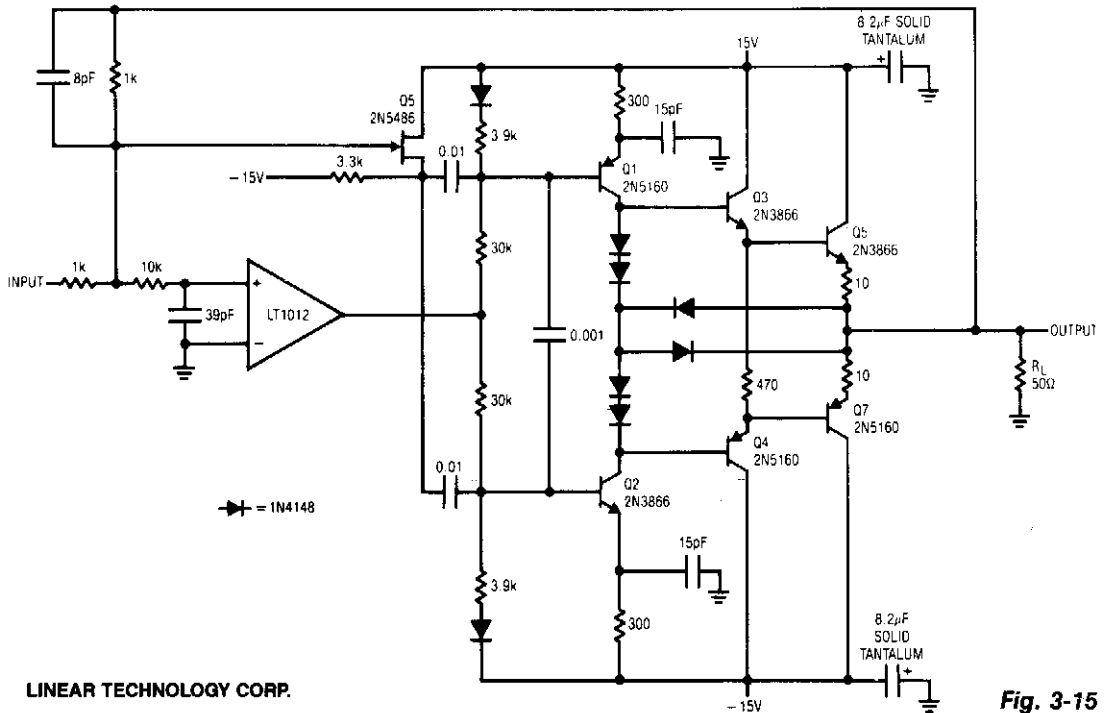 8.2µF SOLID
TANTALUM
15V
8pF
1k
Q5
2N5486
300
15pF
3.9k
0.01
3.3k
−15V
Q1
2N5160
Q3
2N3866
Q5
2N3866
30k
10
INPUT
1k
10k
39pF
LT1012
0.001
OUTPUT
30k
470
10
RL
50Ω
Q7
2N5160
Q4
2N5160
0.01
Q2
2N3866
= 1N4148
15pF
3.9k
300
8.2µF
SOLID
TANTALUM
−15V
LINEAR TECHNOLOGY CORP.
Fig. 3-15